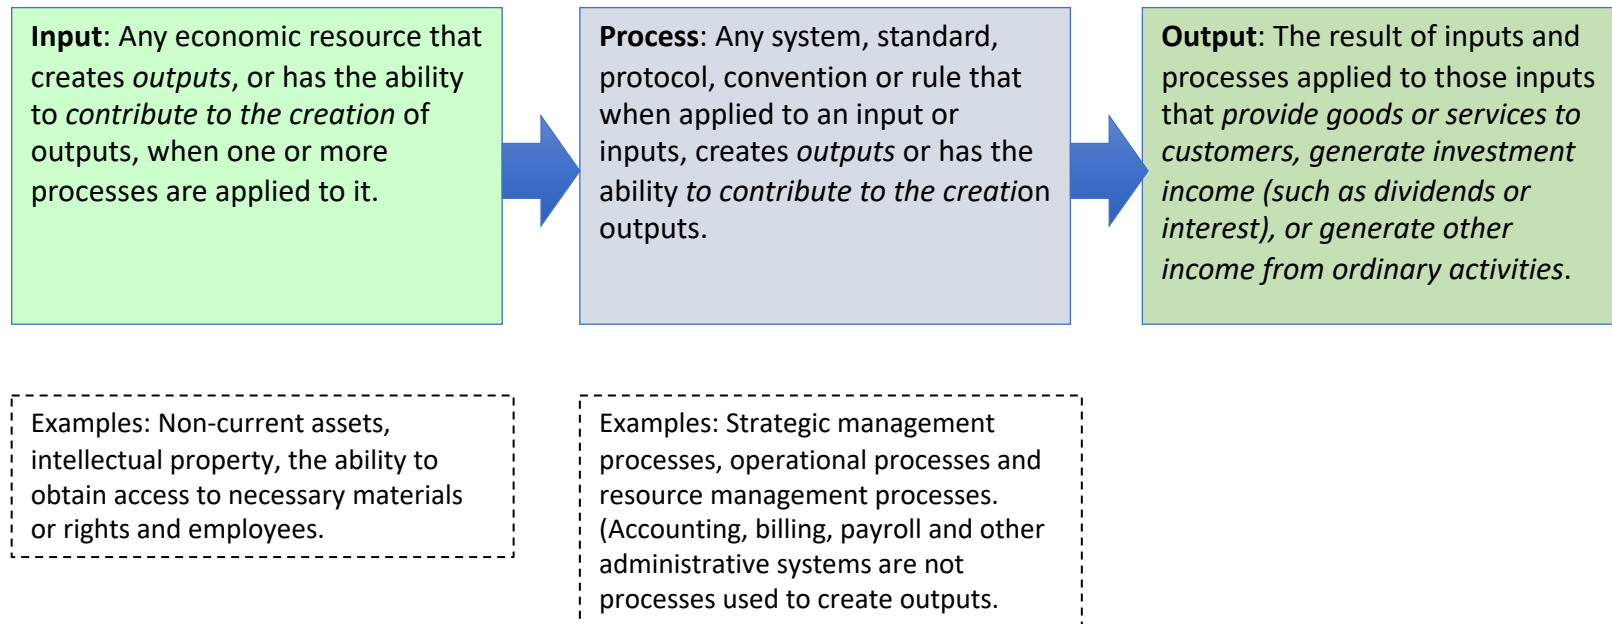 Input: Any economic resource that
creates outputs, or has the ability
to contribute to the creation of
outputs, when one or more
processes are applied to it.
Process: Any system, standard,
protocol, convention or rule that
when applied to an input or
inputs, creates outputs or has the
ability to contribute to the creation
outputs.
Output: The result of inputs and
processes applied to those inputs
that provide goods or services to
customers, generate investment
income (such as dividends or
interest), or generate other
income from ordinary activities.
Examples: Non-current assets,
intellectual property, the ability to
obtain access to necessary materials
or rights and employees.
Examples: Strategic management
processes, operational processes and
resource management processes.
(Accounting, billing, payroll and other
administrative systems are not
processes used to create outputs.